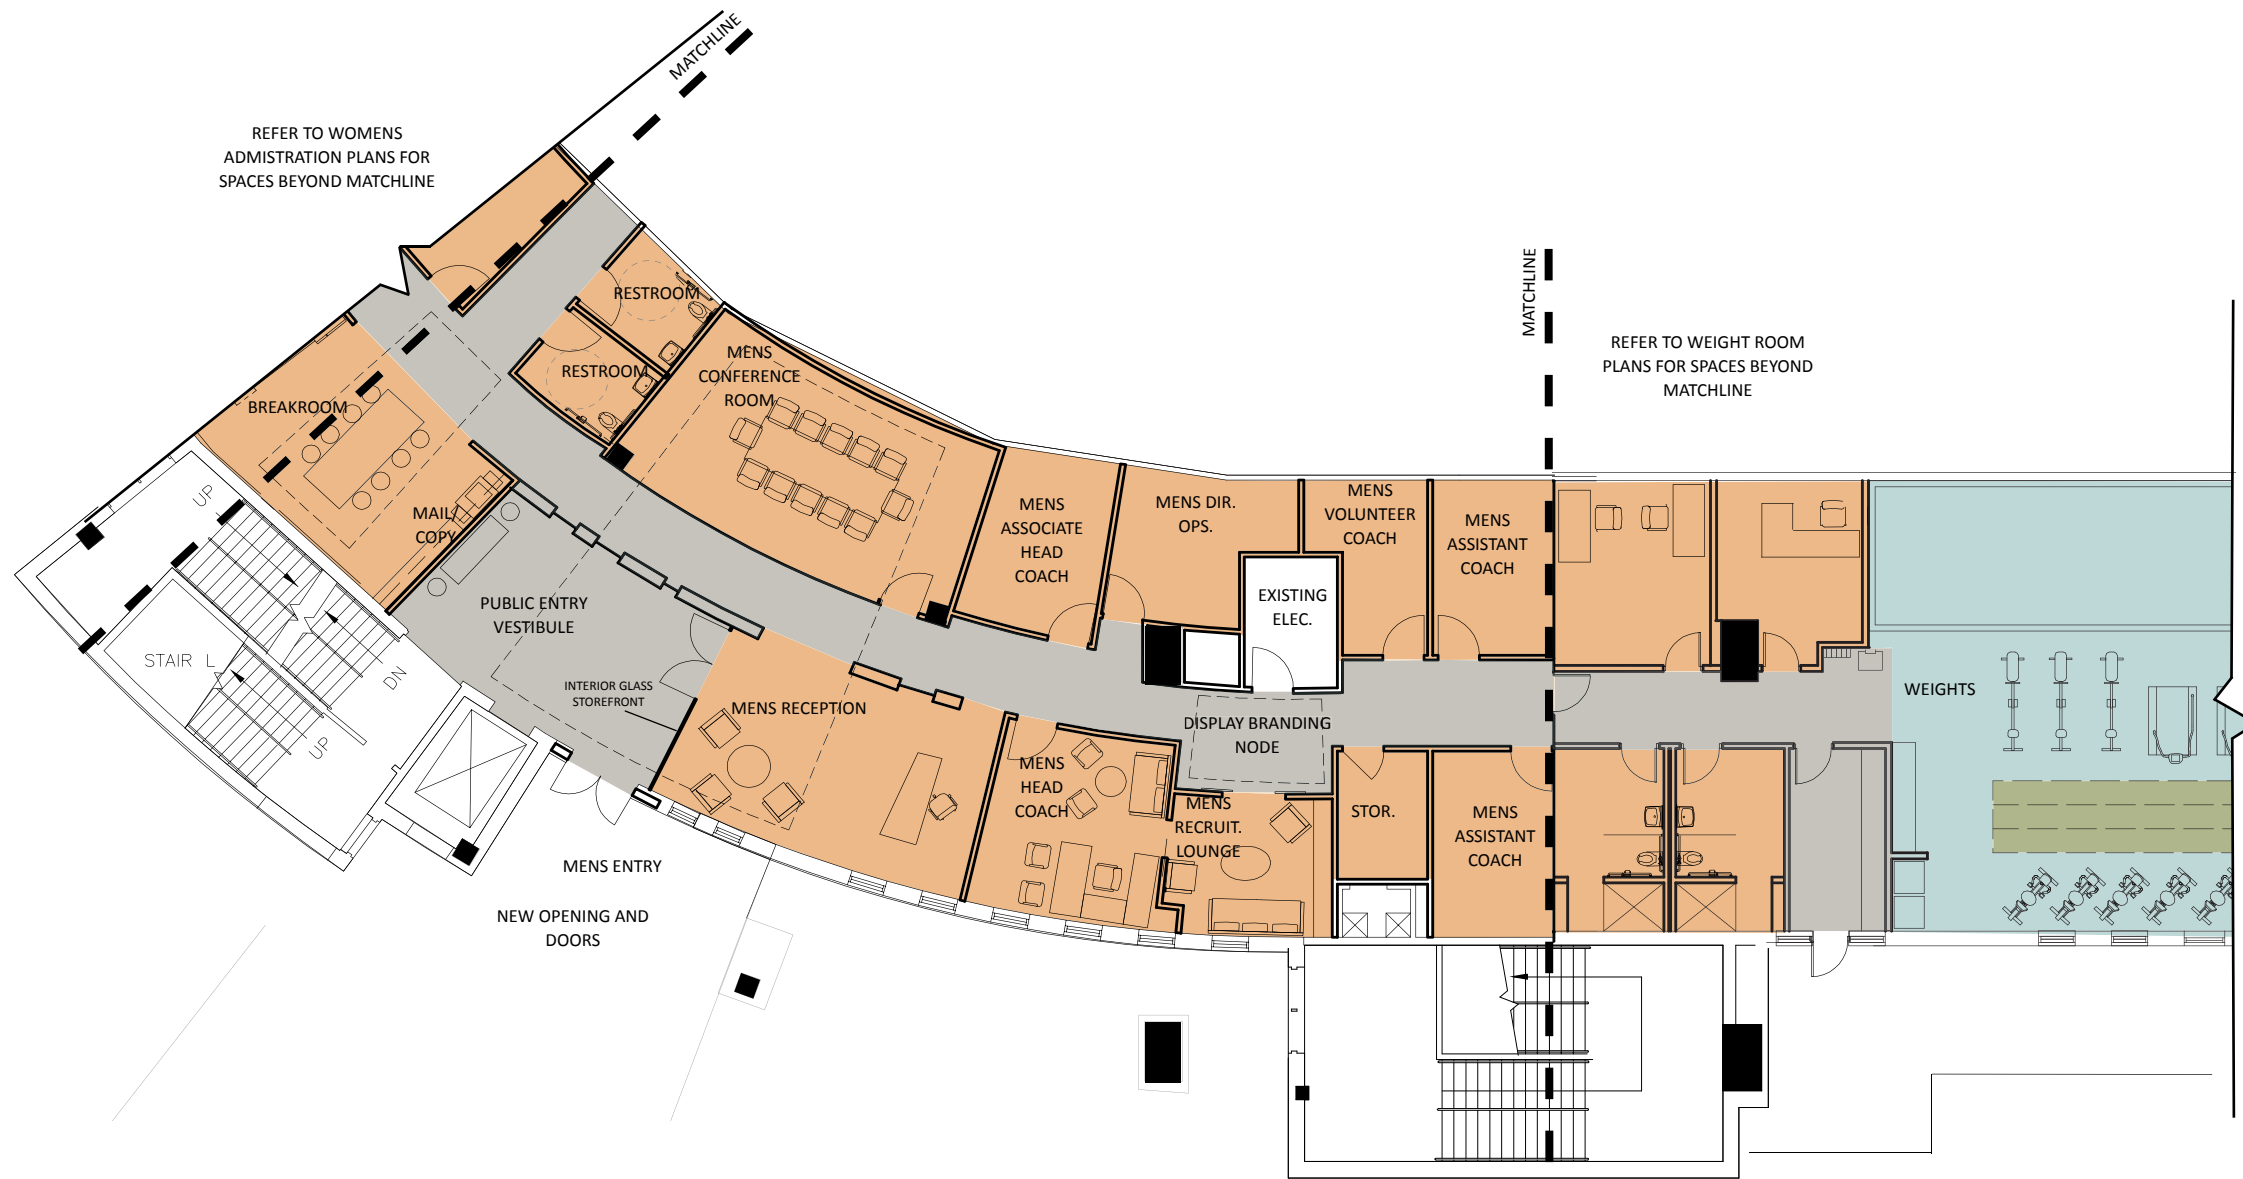 MATCHLINE
REFER TO WOMENS
ADMISTRATION PLANS FOR
SPACES BEYOND MATCHLINE
MATCHLINE
REFER TO WEIGHT ROOM
PLANS FOR SPACES BEYOND
MATCHLINE
RESTROOM
RESTROOM
MENS
CONFERENCE
ROOM
BREAKROOM
MAIL/
COPY
UP
MENS
ASSOCIATE
HEAD
COACH
MENS DIR.
OPS.
MENS
VOLUNTEER
COACH
MENS
ASSISTANT
COACH
EXISTING
ELEC.
PUBLIC ENTRY
VESTIBULE
STAIR L
DN
UP
INTERIOR GLASS
STOREFRONT
MENS RECEPTION
DISPLAY BRANDING
NODE
WEIGHTS
MENS
HEAD
COACH
MENS
RECRUIT.
LOUNGE
STOR.
MENS
ASSISTANT
COACH
MENS ENTRY
NEW OPENING AND
DOORS